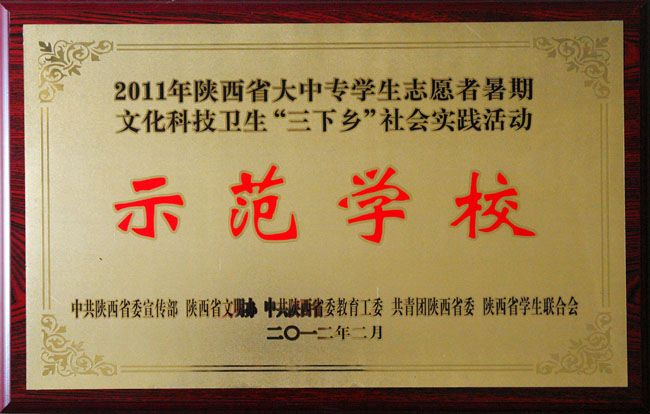 2011年陕西省大中专学生志愿者暑期
文化科技卫生“三下乡”社会实践活动
示范学校
中共陕西省委宣传部 陕西省文明办 中共陕西省委教育工委 共青团陕西省委 陕西省学生联合会
二〇一二年二月